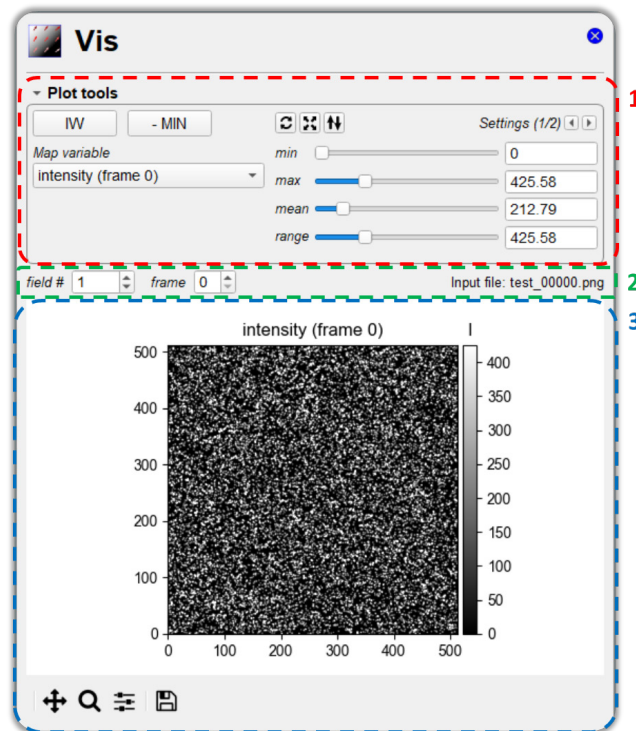 Vis
Plot tools
1
IW - MIN Settings (1/2)
Map variable min 0
intensity (frame 0) max 425.58
mean 212.79
range 425.58
field # 1 frame 0 Input file: test_00000.png 2
3
intensity (frame 0) I
500
400
300
200
100
0
0 100 200 300 400 500
400
350
300
250
200
150
100
50
0